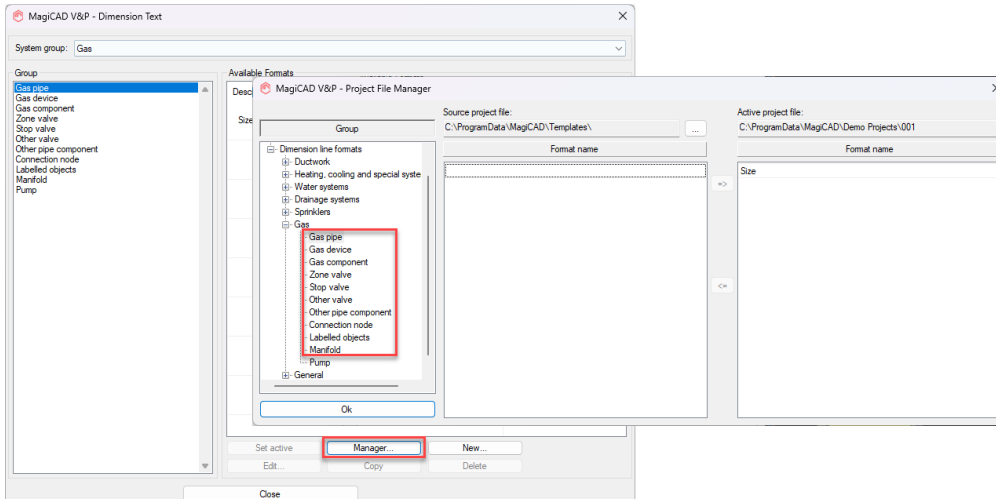 MagiCAD V&P - Dimension Text
System group: Gas
Group
Gas pipe
Gas device
Gas component
Zone valve
Stop valve
Other valve
Other pipe component
Connection node
Labelled objects
Manifold
Pump
Available Formats
Desc
Size
MagiCAD V&P - Project File Manager
Group
Dimension line formats
Ductwork
Heating, cooling and special syste
Water systems
Drainage systems
Sprinklers
Gas
Gas pipe
Gas device
Gas component
Zone valve
Stop valve
Other valve
Other pipe component
Connection node
Labelled objects
Manifold
Pump
General
Ok
Source project file:
C:\ProgramData\MagiCAD\Templates\ ...
Format name
=>
<=
Active project file:
C:\ProgramData\MagiCAD\Demo Projects\001
Format name
Size
Set active Manager... New...
Edit... Copy Delete
Close